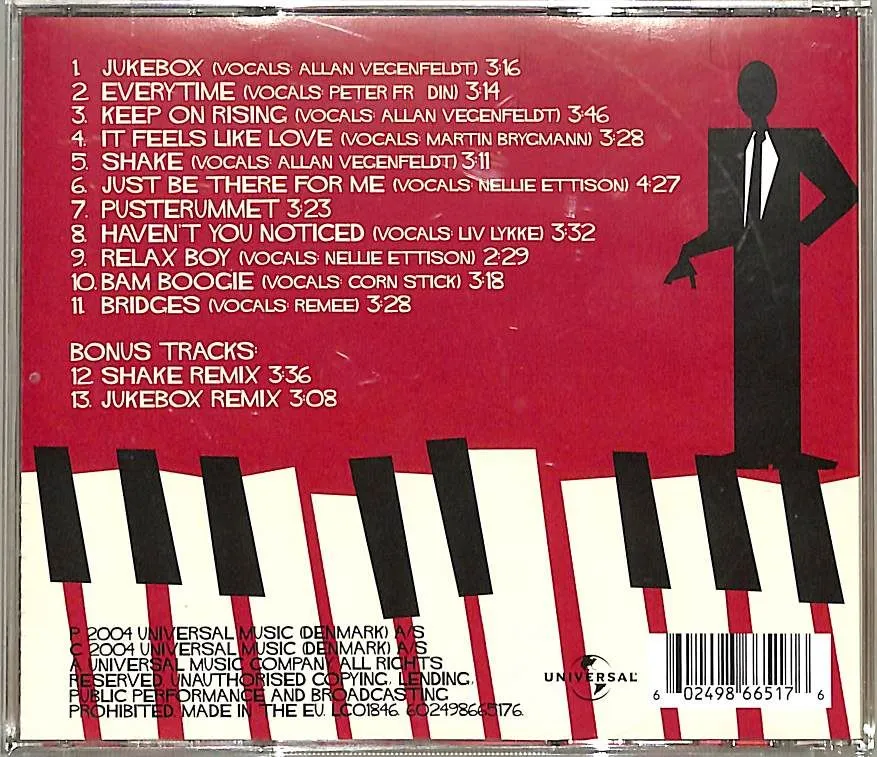 1. JUKEBOX (VOCALS: ALLAN VEGENFELDT) 3:16
2. EVERYTIME (VOCALS: PETER FR DIN) 3:14
3. KEEP ON RISING (VOCALS: ALLAN VEGENFELDT) 3:46
4. IT FEELS LIKE LOVE (VOCALS: MARTIN BRYGMANN) 3:28
5. SHAKE (VOCALS: ALLAN VEGENFELDT) 3:11
6. JUST BE THERE FOR ME (VOCALS: NELLIE ETTISON) 4:27
7. PUSTERUMMET 3:23
8. HAVEN'T YOU NOTICED (VOCALS: LIV LYKKE) 3:32
9. RELAX BOY (VOCALS: NELLIE ETTISON) 2:29
10. BAM BOOGIE (VOCALS: CORN STICK) 3:18
11. BRIDGES (VOCALS: REMEE) 3:28
BONUS TRACKS:
12. SHAKE REMIX 3:36
13. JUKEBOX REMIX 3:08
P 2004 UNIVERSAL MUSIC (DENMARK) A/S
C 2004 UNIVERSAL MUSIC (DENMARK) A/S
A UNIVERSAL MUSIC COMPANY. ALL RIGHTS
RESERVED. UNAUTHORISED COPYING, LENDING,
PUBLIC PERFORMANCE AND BROADCASTING
PROHIBITED. MADE IN THE EU. LC01846. 602498665176.
UNIVERSAL
6 02498 66517 6